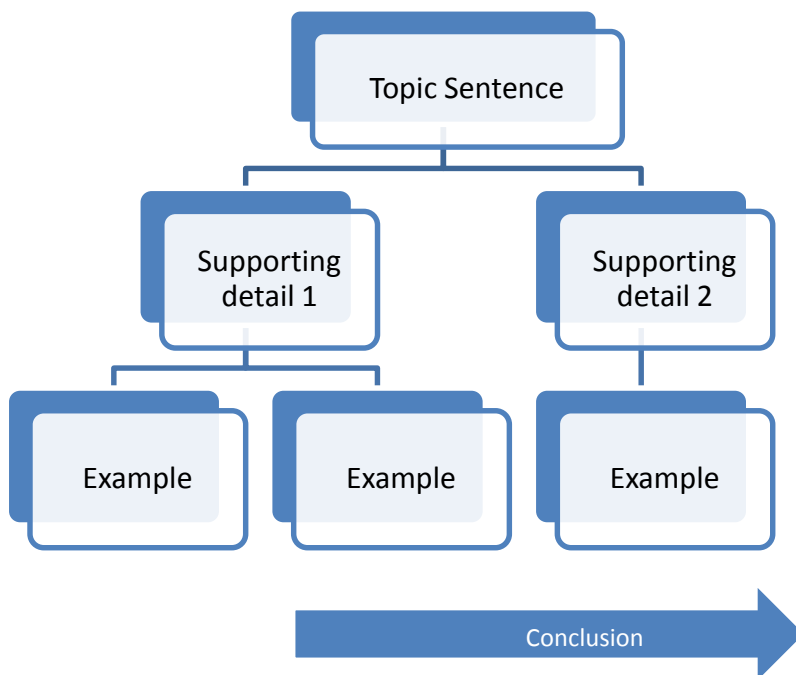 Topic Sentence
Supporting
detail 1
Supporting
detail 2
Example
Example
Example
Conclusion